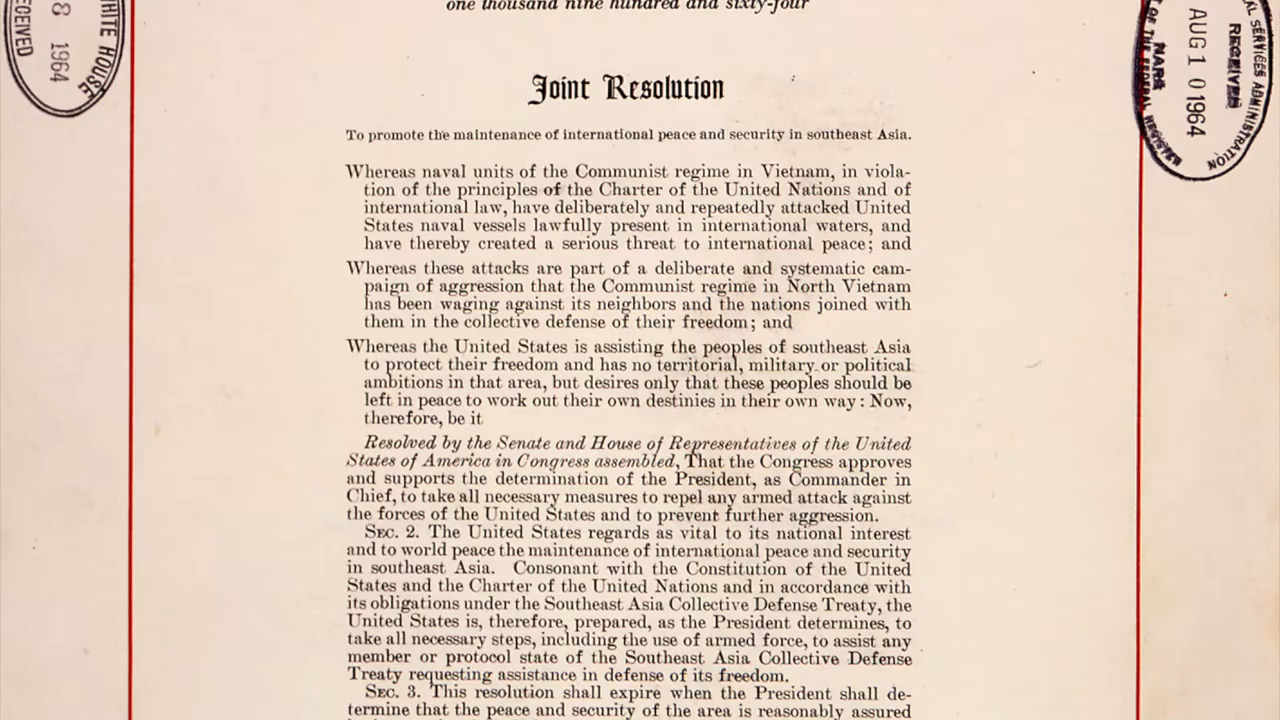 one thousand nine hundred and sixty-four
WHITE HOUSE
8 1964
RECEIVED
GENERAL SERVICES ADMINISTRATION
RECEIVED
AUG 10 1964
NARS
OF THE FEDERAL REGISTER
Joint Resolution
To promote the maintenance of international peace and security in southeast Asia.
Whereas naval units of the Communist regime in Vietnam, in viola-
tion of the principles of the Charter of the United Nations and of
international law, have deliberately and repeatedly attacked United
States naval vessels lawfully present in international waters, and
have thereby created a serious threat to international peace; and
Whereas these attacks are part of a deliberate and systematic cam-
paign of aggression that the Communist regime in North Vietnam
has been waging against its neighbors and the nations joined with
them in the collective defense of their freedom; and
Whereas the United States is assisting the peoples of southeast Asia
to protect their freedom and has no territorial, military or political
ambitions in that area, but desires only that these peoples should be
left in peace to work out their own destinies in their own way: Now,
therefore, be it
Resolved by the Senate and House of Representatives of the United
States of America in Congress assembled, That the Congress approves
and supports the determination of the President, as Commander in
Chief, to take all necessary measures to repel any armed attack against
the forces of the United States and to prevent further aggression.
SEC. 2. The United States regards as vital to its national interest
and to world peace the maintenance of international peace and security
in southeast Asia. Consonant with the Constitution of the United
States and the Charter of the United Nations and in accordance with
its obligations under the Southeast Asia Collective Defense Treaty, the
United States is, therefore, prepared, as the President determines, to
take all necessary steps, including the use of armed force, to assist any
member or protocol state of the Southeast Asia Collective Defense
Treaty requesting assistance in defense of its freedom.
SEC. 3. This resolution shall expire when the President shall de-
termine that the peace and security of the area is reasonably assured